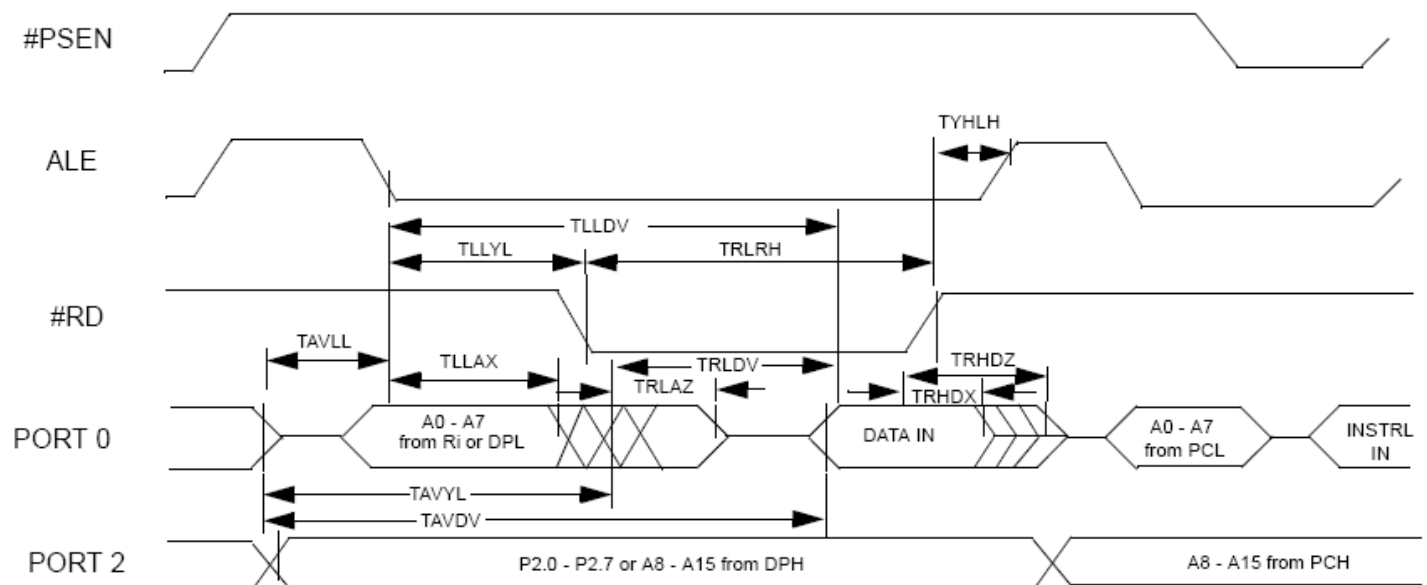 #PSEN
TYHLH
ALE
TLLDV
TLLYL
TRLRH
#RD
TAVLL
TLLAX
TRLDV
TRHDZ
TRLAZ
TRHDX
PORT 0
A0 - A7
from Ri or DPL
DATA IN
A0 - A7
from PCL
INSTRL
IN
TAVYL
TAVDV
PORT 2
P2.0 - P2.7 or A8 - A15 from DPH
A8 - A15 from PCH